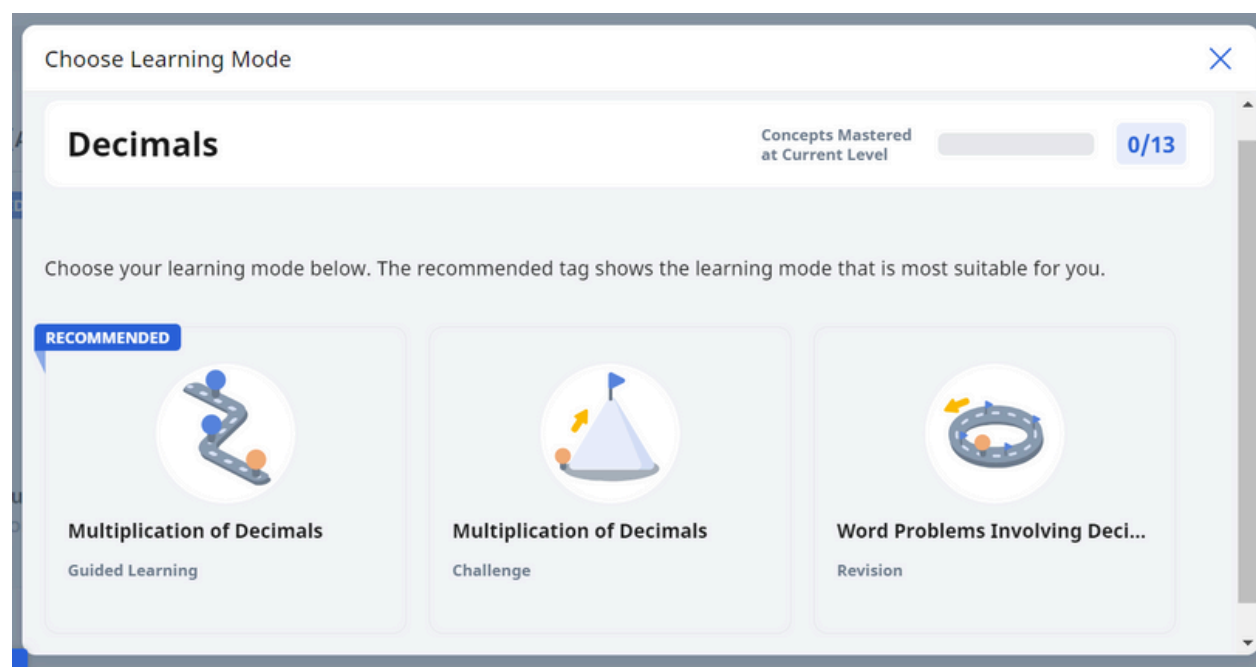 Choose Learning Mode
Decimals
Concepts Mastered
at Current Level
0/13
Choose your learning mode below. The recommended tag shows the learning mode that is most suitable for you.
RECOMMENDED
Multiplication of Decimals
Guided Learning
Multiplication of Decimals
Challenge
Word Problems Involving Deci...
Revision